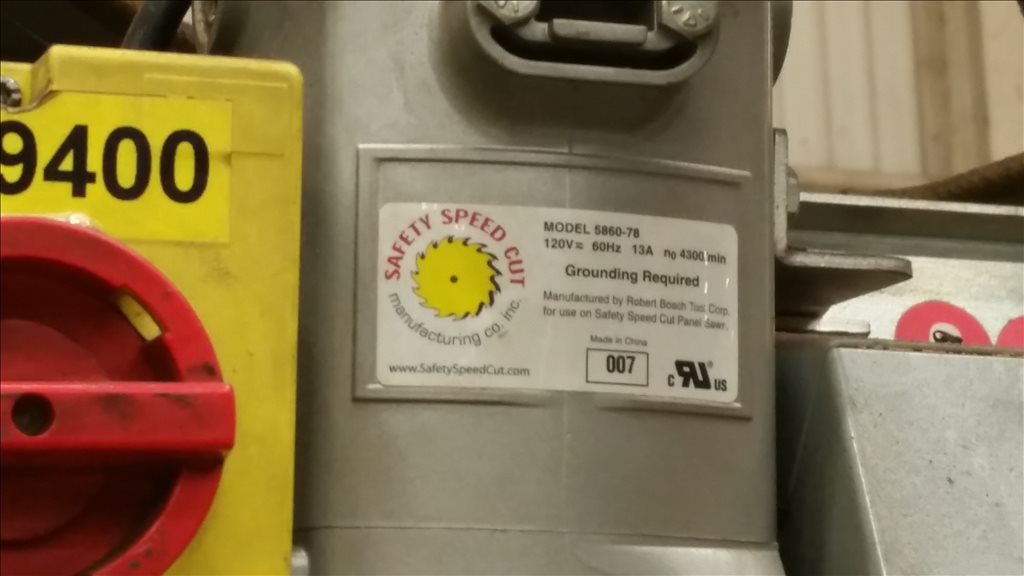 9400
SAFETY SPEED CUT
manufacturing co. inc.
www.SafetySpeedCut.com
MODEL 5860-78
120V≂ 60Hz 13A n₀ 4300/min
Grounding Required
Manufactured by Robert Bosch Tool Corp.
for use on Safety Speed Cut Panel Saw.
Made in China
007
c RU® US